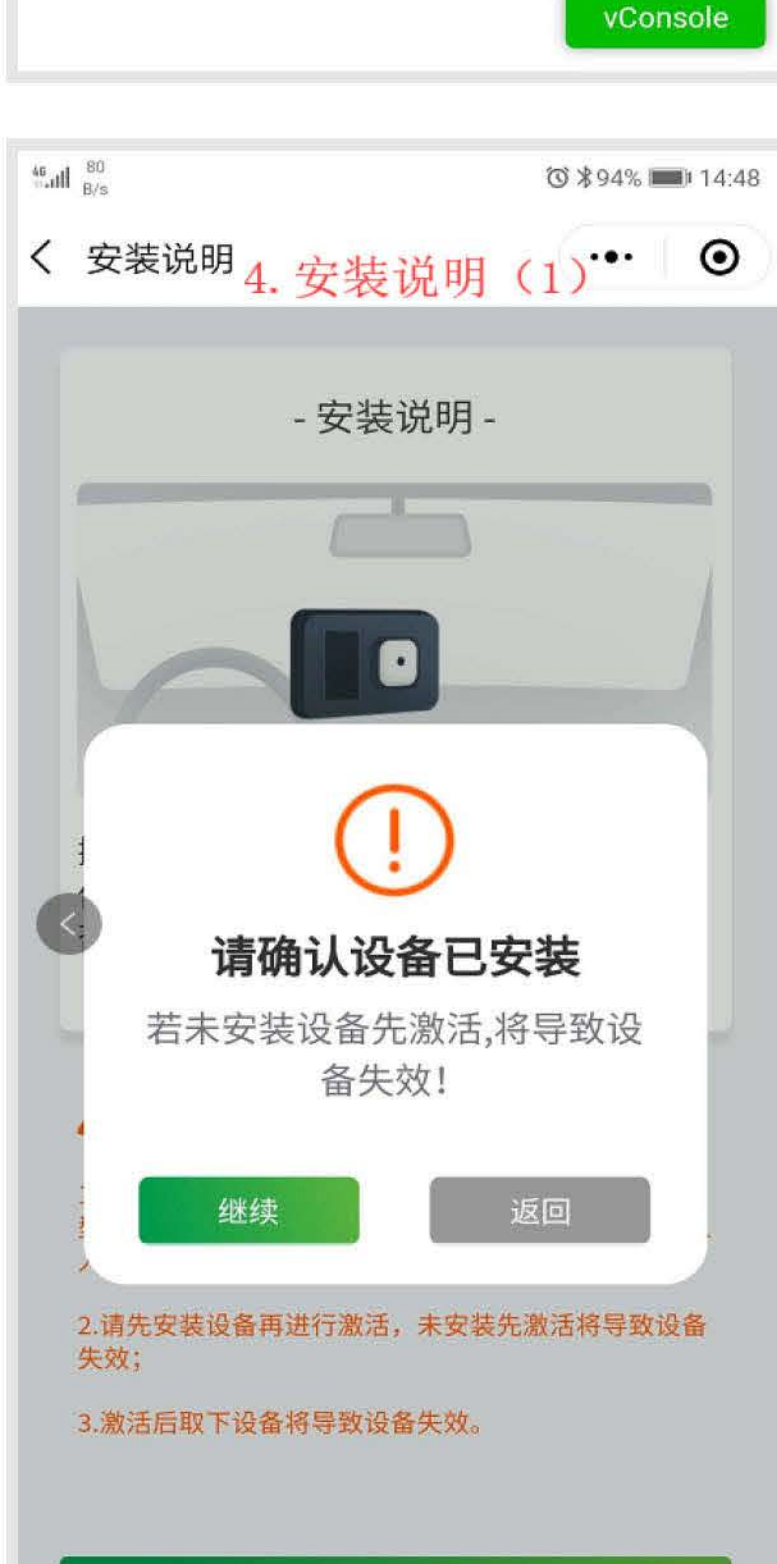 vConsole
4G 80 B/s 94% 14:48
安装说明
4. 安装说明（1）
- 安装说明 -
请确认设备已安装
若未安装设备先激活,将导致设
备失效！
继续 返回
2.请先安装设备再进行激活，未安装先激活将导致设备
失效；
3.激活后取下设备将导致设备失效。